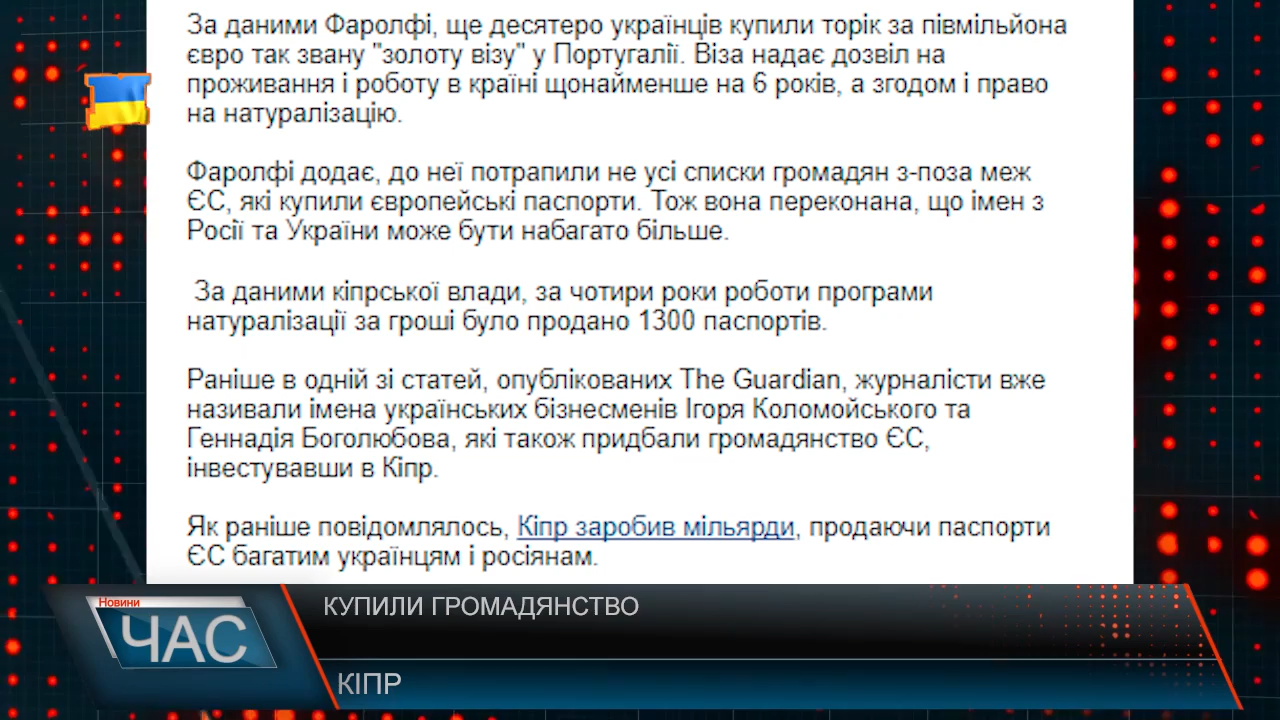 За даними Фаролфі, ще десятеро українців купили торік за півмільйона
євро так звану "золоту візу" у Португалії. Віза надає дозвіл на
проживання і роботу в країні щонайменше на 6 років, а згодом і право
на натуралізацію.
Фаролфі додає, до неї потрапили не усі списки громадян з-поза меж
ЄС, які купили європейські паспорти. Тож вона переконана, що імен з
Росії та України може бути набагато більше.
За даними кіпрської влади, за чотири роки роботи програми
натуралізації за гроші було продано 1300 паспортів.
Раніше в одній зі статей, опублікованих The Guardian, журналісти вже
називали імена українських бізнесменів Ігоря Коломойського та
Геннадія Боголюбова, які також придбали громадянство ЄС,
інвестувавши в Кіпр.
Як раніше повідомлялось, Кіпр заробив мільярди, продаючи паспорти
ЄС багатим українцям і росіянам.
Новини
ЧАС
КУПИЛИ ГРОМАДЯНСТВО
КІПР